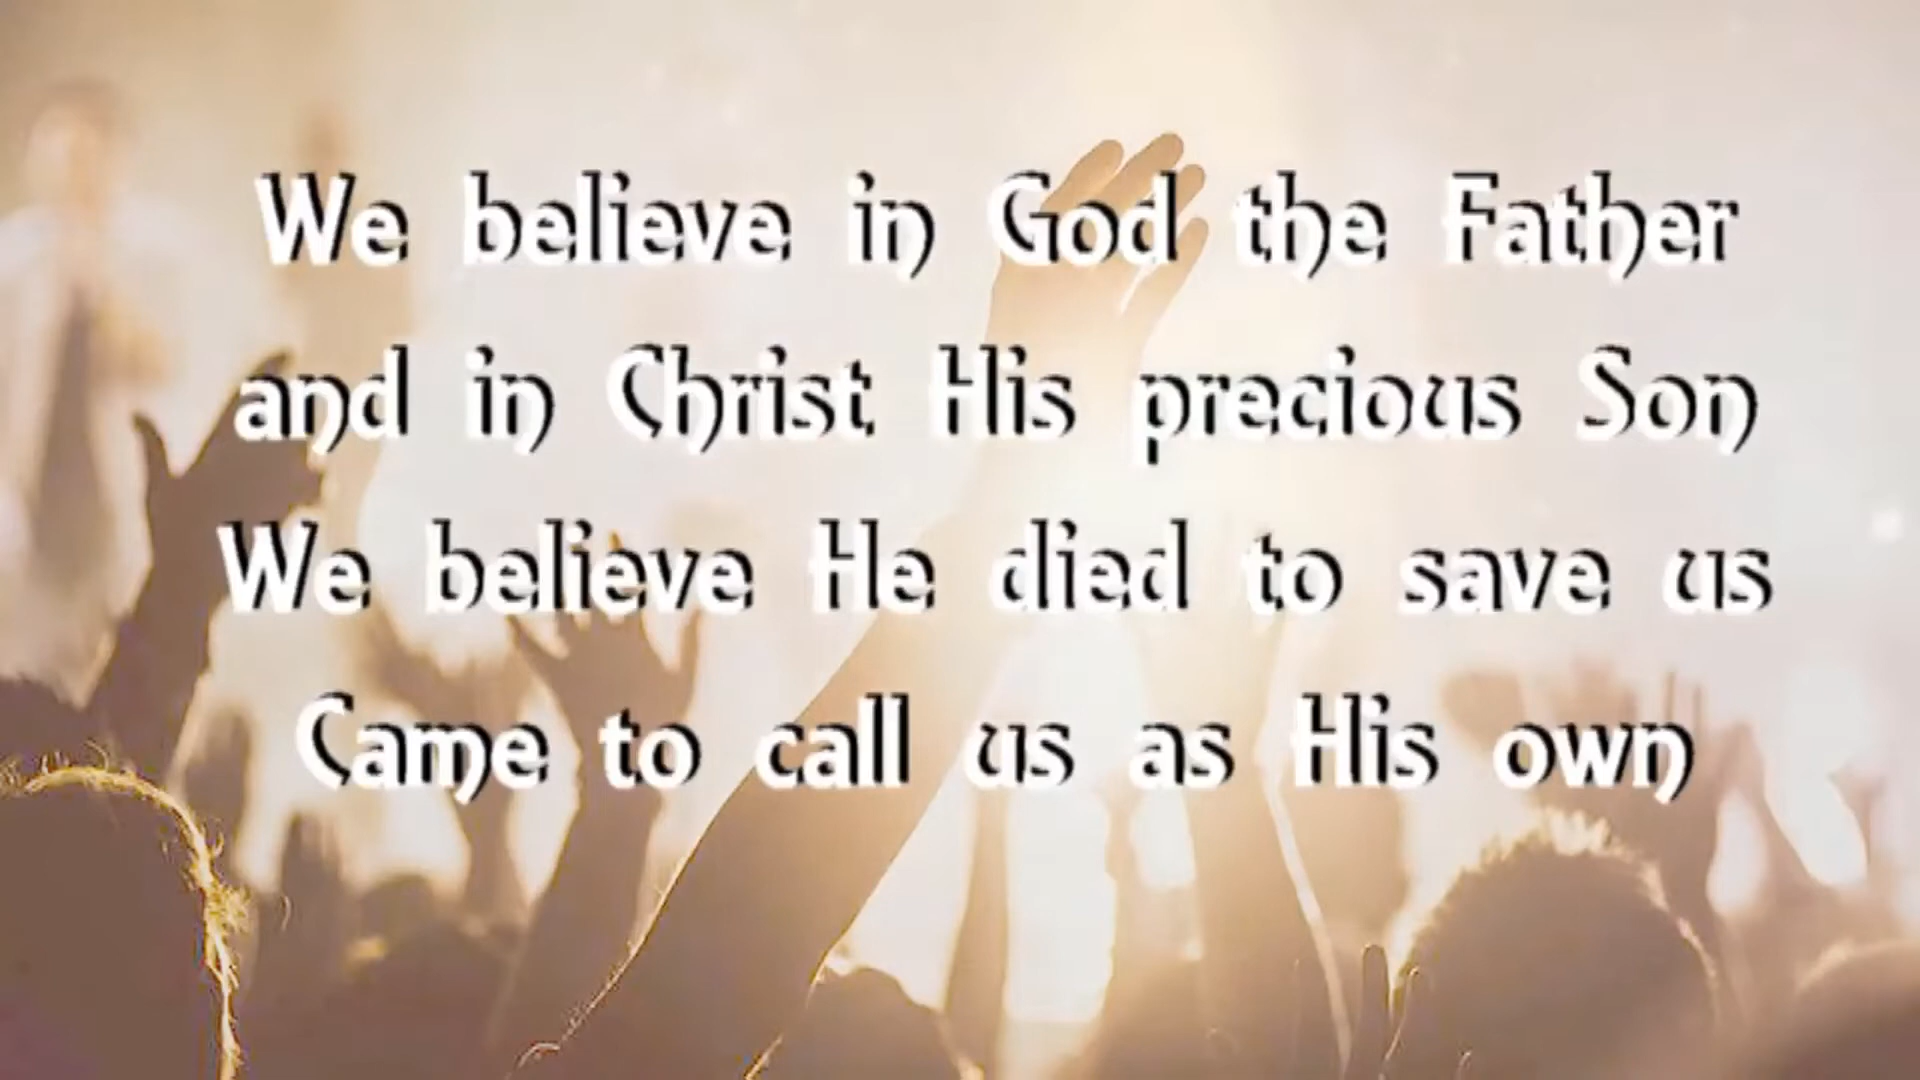 We believe in God the Father
and in Christ His precious Son
We believe He died to save us
Came to call us as His own